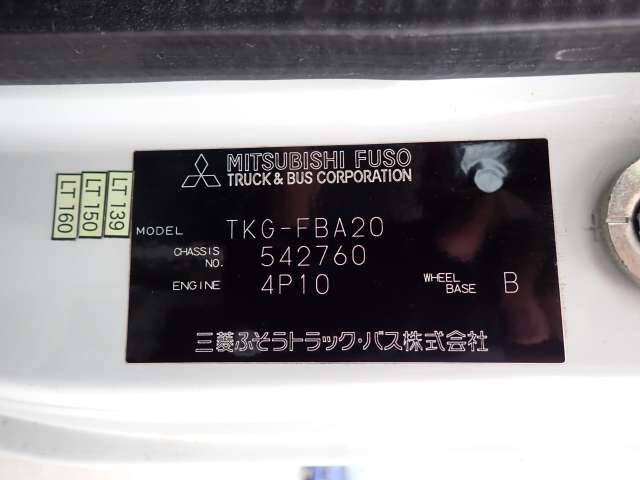 MITSUBISHI FUSO
TRUCK & BUS CORPORATION
LT 160
LT 150
LT 139
MODEL TKG-FBA20
CHASSIS NO. 542760
ENGINE 4P10 WHEEL BASE B
三菱ふそうトラック・バス株式会社